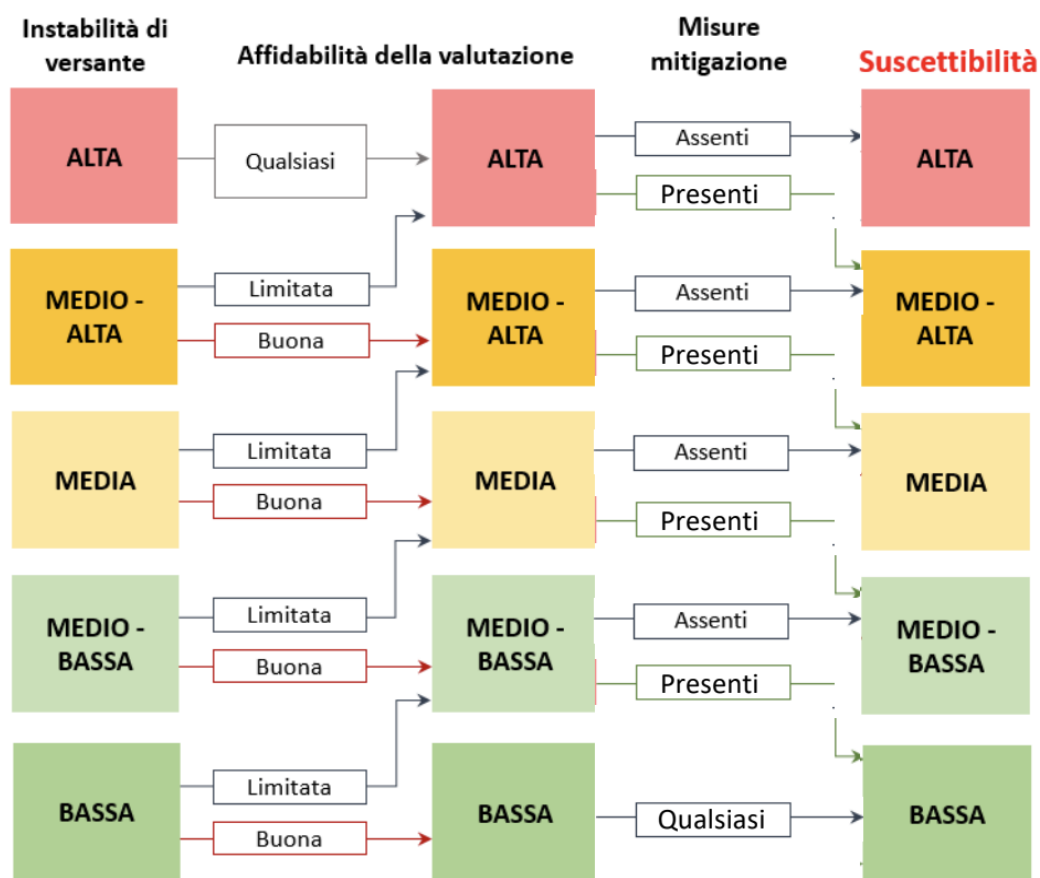 Instabilità di
versante
Affidabilità della valutazione
Misure
mitigazione
Suscettibilità
ALTA
Qualsiasi
ALTA
Assenti
Presenti
ALTA
MEDIO -
ALTA
Limitata
Buona
MEDIO -
ALTA
Assenti
Presenti
MEDIO -
ALTA
MEDIA
Limitata
Buona
MEDIA
Assenti
Presenti
MEDIA
MEDIO -
BASSA
Limitata
Buona
MEDIO -
BASSA
Assenti
Presenti
MEDIO -
BASSA
BASSA
Limitata
Buona
BASSA
Qualsiasi
BASSA